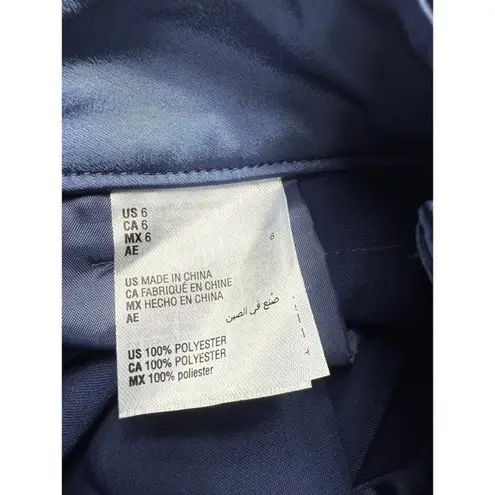 US 6
CA 6
MX 6
AE 6
US MADE IN CHINA
CA FABRIQUÉ EN CHINE
MX HECHO EN CHINA
AE صُنع في الصين
US 100% POLYESTER
CA 100% POLYESTER
MX 100% poliester